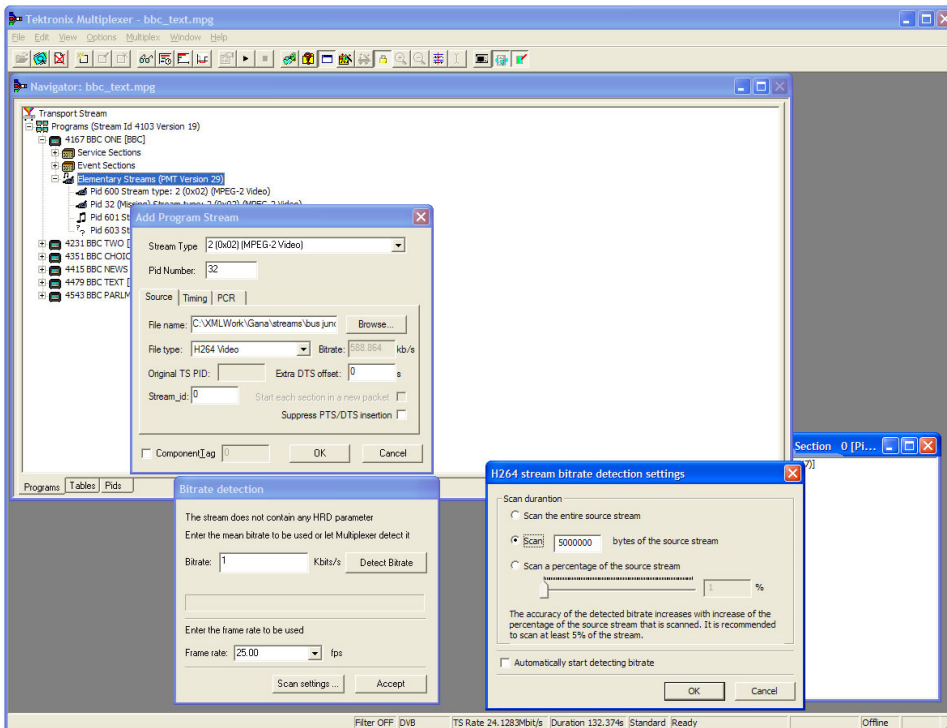 Tektronix Multiplexer - bbc_text.mpg
File Edit View Options Multiplex Window Help
Navigator: bbc_text.mpg
Transport Stream
Programs (Stream Id 4103 Version 19)
4167 BBC ONE [BBC]
Service Sections
Event Sections
Elementary Streams (PMT Version 29)
Pid 600 Stream type: 2 (0x02) (MPEG-2 Video)
Pid 32 (Missing) Stream type: 2 (0x02) (MPEG-2 Video)
Pid 601 St
Pid 603 St
4231 BBC TWO [
4351 BBC CHOIC
4415 BBC NEWS
4479 BBC TEXT [
4543 BBC PARLM
Programs Tables Pids
Add Program Stream
Stream Type 2 (0x02) (MPEG-2 Video)
Pid Number: 32
Source Timing PCR
File name: C:\XMLWork\Gana\streams\bus junc Browse...
File type: H264 Video Bitrate: 588.864 kb/s
Original TS PID: Extra DTS offset: 0 s
Stream_id: 0 Start each section in a new packet
Suppress PTS/DTS insertion
ComponentTag 0 OK Cancel
Bitrate detection
The stream does not contain any HRD parameter
Enter the mean bitrate to be used or let Multiplexer detect it
Bitrate: 1 Kbits/s Detect Bitrate
Enter the frame rate to be used
Frame rate: 25.00 fps
Scan settings ... Accept
Section 0 [Pi...
H264 stream bitrate detection settings
Scan durantion
Scan the entire source stream
Scan 5000000 bytes of the source stream
Scan a percentage of the source stream
1 %
The accuracy of the detected bitrate increases with increase of the
percentage of the source stream that is scanned. It is recommended
to scan at least 5% of the stream.
Automatically start detecting bitrate
OK Cancel
Filter OFF DVB TS Rate 24.1283Mbit/s Duration 132.374s Standard Ready Offline